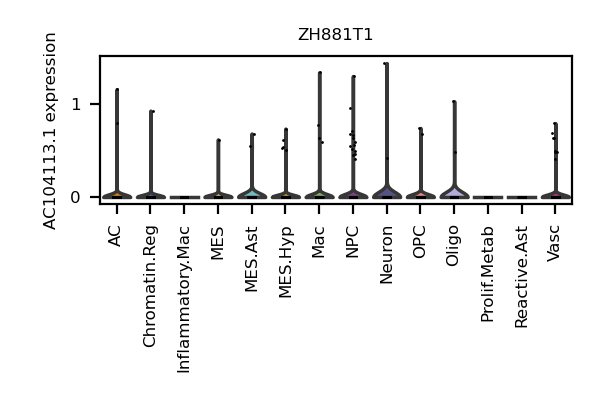 ZH881T1
AC104113.1 expression
1
0
AC
Chromatin.Reg
Inflammatory.Mac
MES
MES.Ast
MES.Hyp
Mac
NPC
Neuron
OPC
Oligo
Prolif.Metab
Reactive.Ast
Vasc